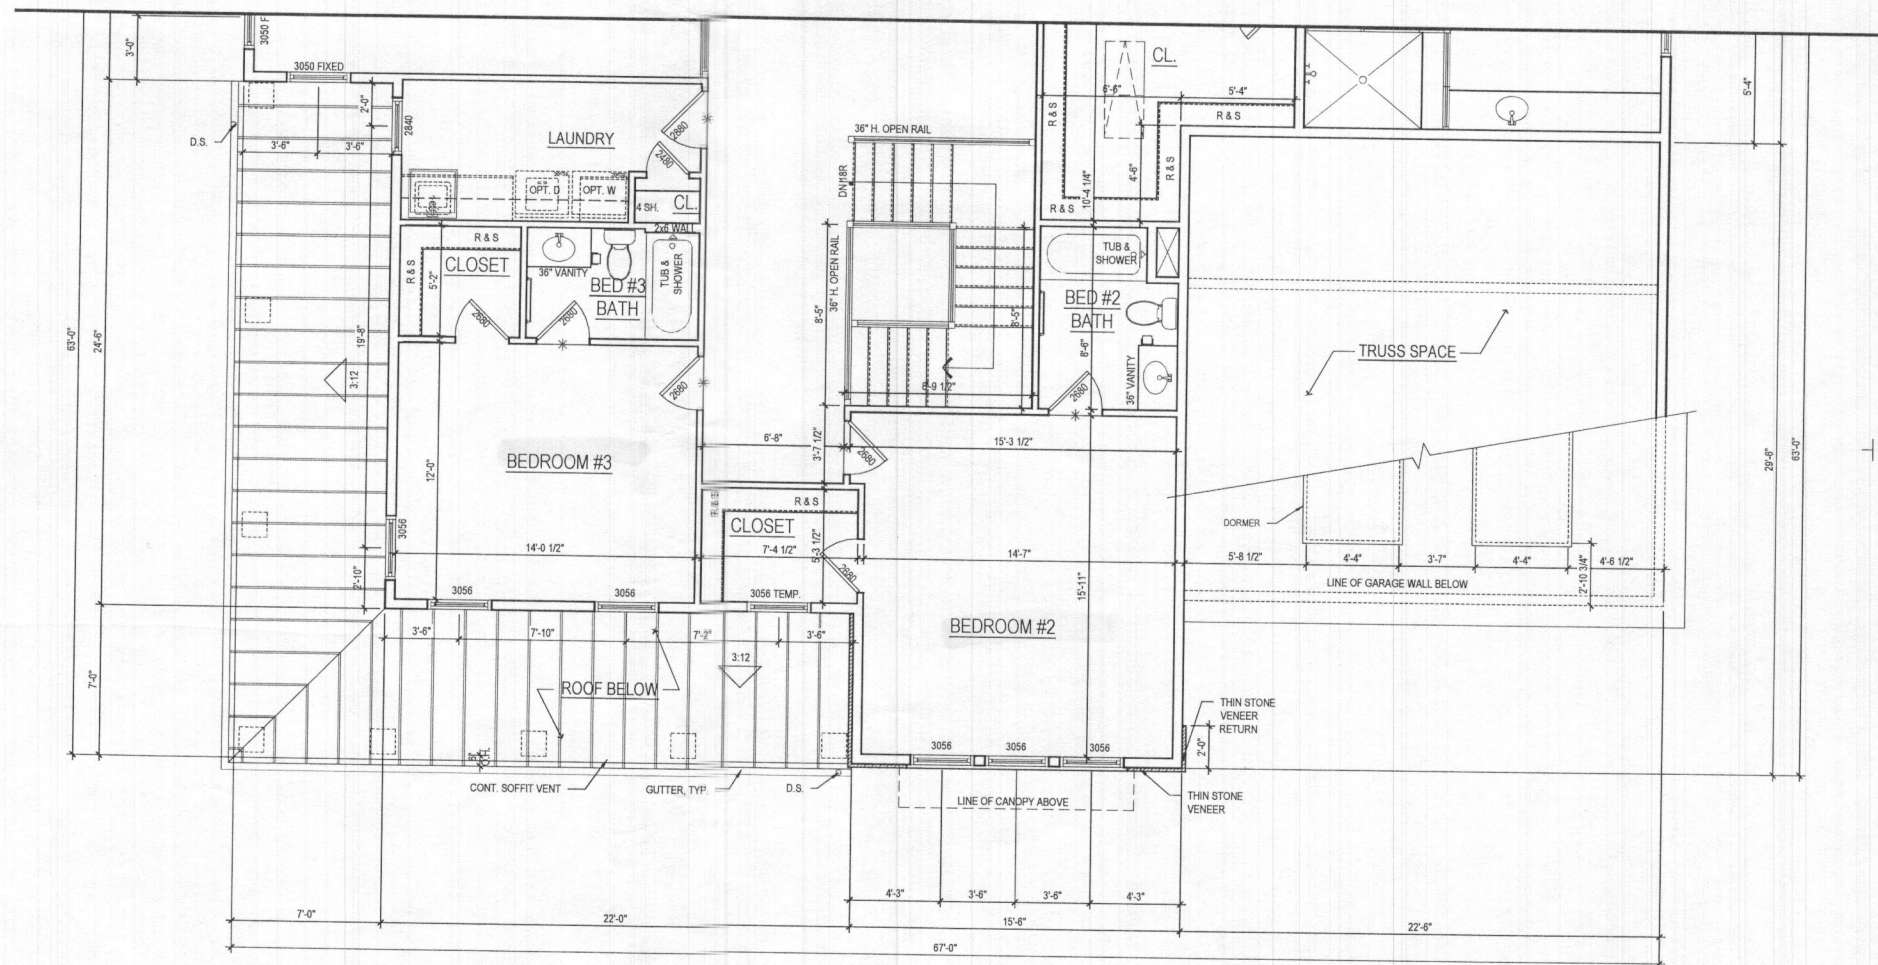 3'-0"
3050 F
3050 FIXED
2'-0"
2840
D.S.
3'-6"
3'-6"
LAUNDRY
2680
2480
OPT. D
OPT. W
4 SH.
CL.
2x6 WALL
R & S
R & S
CLOSET
5'-2"
36" VANITY
BED #3
BATH
TUB &
SHOWER
2680
2680
36" H. OPEN RAIL
DN 18R
36" H. OPEN RAIL
8'-5"
8'-5"
8'-9 1/2"
CL.
6'-6"
5'-4"
R & S
R & S
R & S
R & S
10'-4 1/4"
4'-6"
5'-4"
TUB &
SHOWER
BED #2
BATH
8'-6"
36" VANITY
2680
TRUSS SPACE
63'-0"
24'-6"
19'-8"
3:12
2680
BEDROOM #3
12'-0"
6'-8"
3'-7 1/2"
15'-3 1/2"
2680
R & S
R & S
CLOSET
3056
14'-0 1/2"
7'-4 1/2"
5'-3 1/2"
2680
14'-7"
15'-11"
2'-10"
3056
3056
3056 TEMP.
DORMER
5'-8 1/2"
4'-4"
3'-7"
4'-4"
4'-6 1/2"
2'-10 3/4"
LINE OF GARAGE WALL BELOW
29'-6"
63'-0"
3'-6"
7'-10"
7'-2"
3'-6"
BEDROOM #2
3:12
ROOF BELOW
7'-0"
THIN STONE
VENEER
RETURN
2'-0"
3056
3056
3056
6"
O.H.
CONT. SOFFIT VENT
GUTTER, TYP.
D.S.
LINE OF CANOPY ABOVE
THIN STONE
VENEER
4'-3"
3'-6"
3'-6"
4'-3"
7'-0"
22'-0"
15'-6"
22'-6"
67'-0"